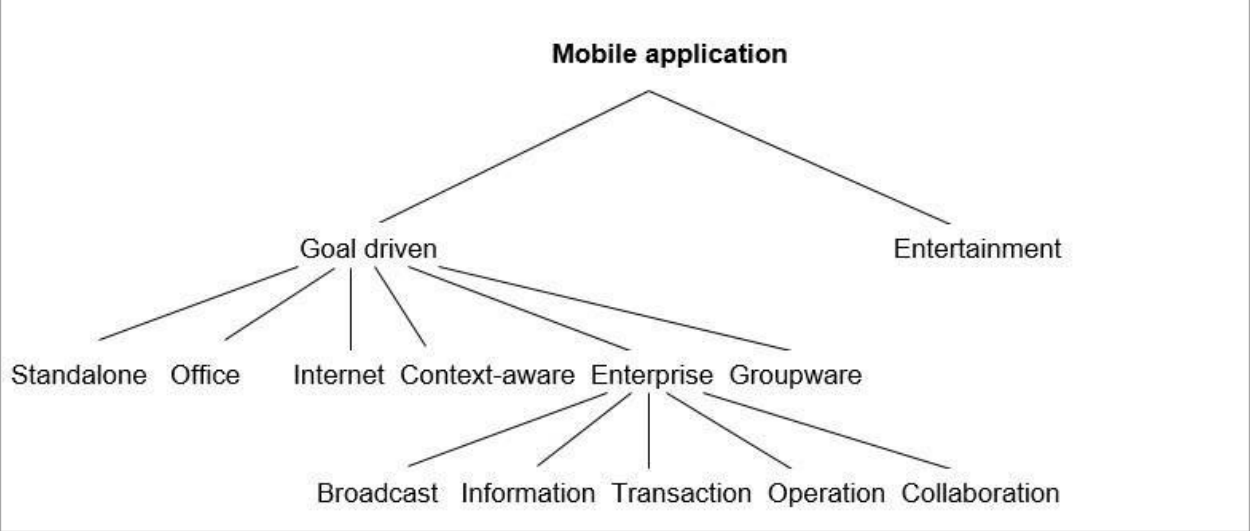 Mobile application
Goal driven Entertainment
Standalone Office Internet Context-aware Enterprise Groupware
Broadcast Information Transaction Operation Collaboration